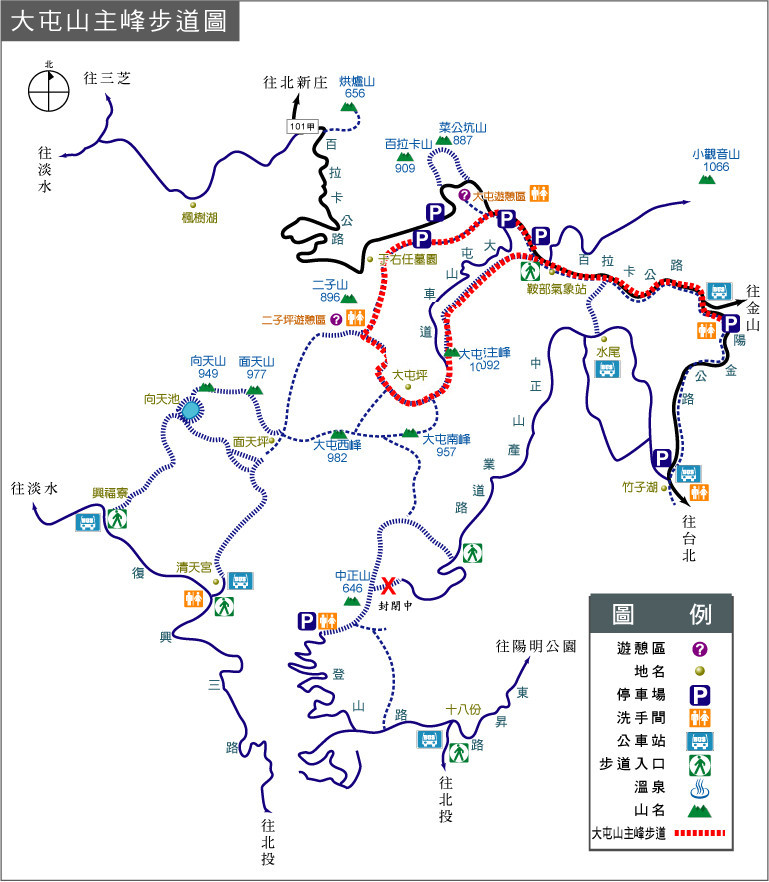 大屯山主峰步道圖
北
往三芝
往北新庄
烘爐山
656
101甲
百拉卡公路
菜公坑山
887
百拉卡山
909
小觀音山
1066
往淡水
楓樹湖
大屯遊憩區
于右任墓園
大屯山車道
百拉卡公路
鞍部氣象站
往金山
二子山
896
二子坪遊憩區
陽金公路
水尾
向天山
949
面天山
977
大屯主峰
1092
中正山產業道路
大屯坪
向天池
面天坪
大屯西峰
982
大屯南峰
957
往淡水
興福寮
竹子湖
往台北
清天宮
中正山
646
封閉中
復興三路
往陽明公園
登山路
十八份
東昇路
往北投
往北投
圖例
遊憩區
地名
停車場
洗手間
公車站
步道入口
溫泉
山名
大屯山主峰步道